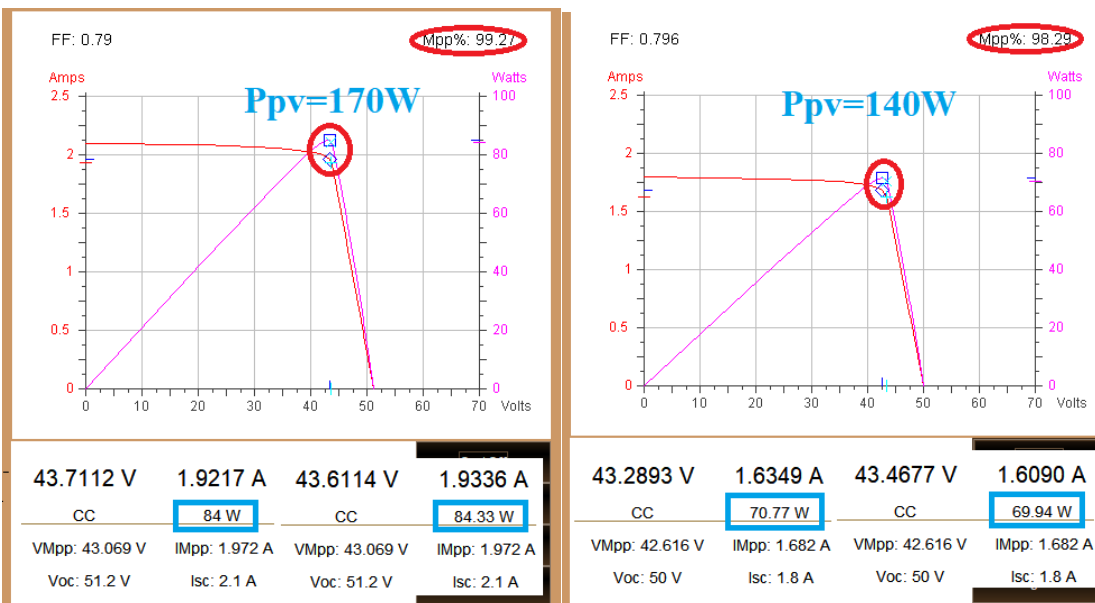 FF: 0.79
Mpp%: 99.27
Amps
Watts
Ppv=170W
2.5
2
1.5
1
0.5
0
100
80
60
40
20
0
0 10 20 30 40 50 60 70 Volts
43.7112 V 1.9217 A 43.6114 V 1.9336 A
CC 84 W CC 84.33 W
VMpp: 43.069 V IMpp: 1.972 A VMpp: 43.069 V IMpp: 1.972 A
Voc: 51.2 V Isc: 2.1 A Voc: 51.2 V Isc: 2.1 A
FF: 0.796
Mpp%: 98.29
Amps
Watts
Ppv=140W
2.5
2
1.5
1
0.5
0
100
80
60
40
20
0
0 10 20 30 40 50 60 70 Volts
43.2893 V 1.6349 A 43.4677 V 1.6090 A
CC 70.77 W CC 69.94 W
VMpp: 42.616 V IMpp: 1.682 A VMpp: 42.616 V IMpp: 1.682 A
Voc: 50 V Isc: 1.8 A Voc: 50 V Isc: 1.8 A